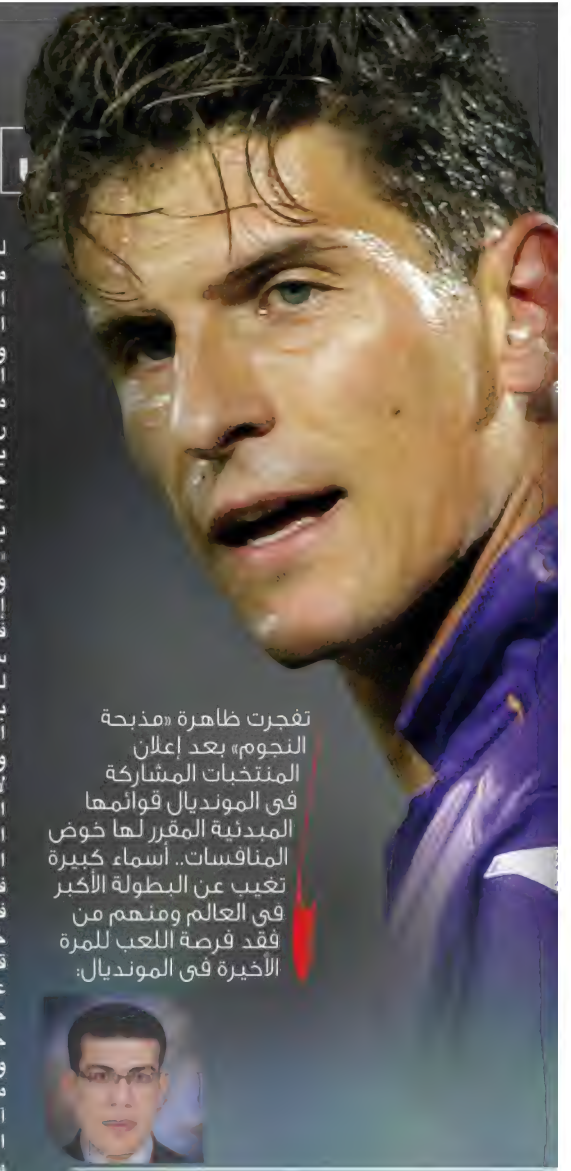 تفجرت ظاهرة «مذبحة
النجوم» بعد إعلان
المنتخبات المشاركة
فى المونديال قوائمها
المبدئية المقرر لها خوض
المنافسات.. أسماء كبيرة
تغيب عن البطولة الأكبر
فى العالم ومنهم من
فقد فرصة اللعب للمرة
الأخيرة فى المونديال: